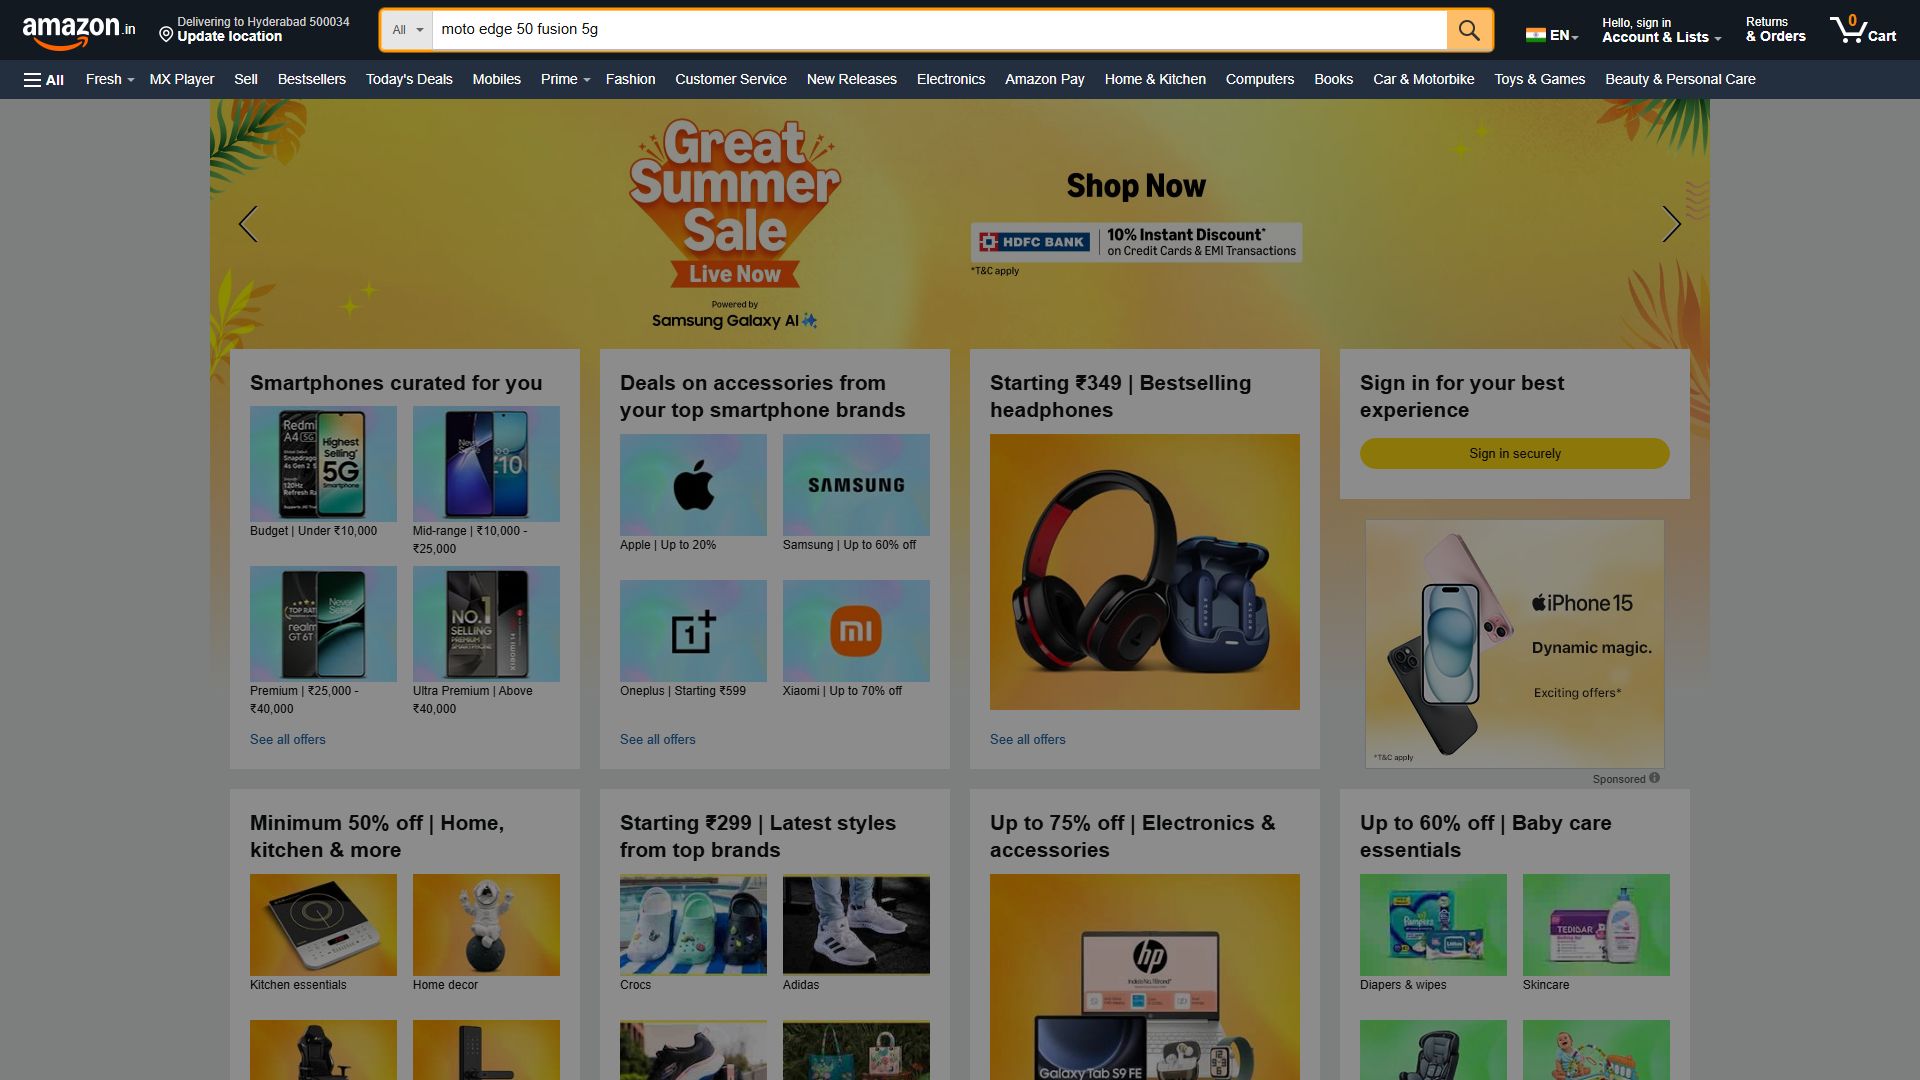 amazon.in
Delivering to Hyderabad 500034
Update location
All
moto edge 50 fusion 5g
EN
Hello, sign in
Account & Lists
Returns
& Orders
0
Cart
All
Fresh
MX Player
Sell
Bestsellers
Today's Deals
Mobiles
Prime
Fashion
Customer Service
New Releases
Electronics
Amazon Pay
Home & Kitchen
Computers
Books
Car & Motorbike
Toys & Games
Beauty & Personal Care
Great
Summer
Sale
Live Now
Powered by
Samsung Galaxy AI
Shop Now
HDFC BANK
10% Instant Discount*
on Credit Cards & EMI Transactions
*T&C apply
Smartphones curated for you
Redmi
A4 5G
Highest
Selling*
5G
Smartphone
120Hz
Budget | Under ₹10,000
Mid-range | ₹10,000 -
₹25,000
TOP
realm
GT 6T
Never
NO.1
SELLING
PREMIUM
SMARTPHONE
xiaomi 14
Premium | ₹25,000 -
₹40,000
Ultra Premium | Above
₹40,000
See all offers
Deals on accessories from
your top smartphone brands
SAMSUNG
Apple | Up to 20%
Samsung | Up to 60% off
Oneplus | Starting ₹599
Xiaomi | Up to 70% off
See all offers
Starting ₹349 | Bestselling
headphones
See all offers
Sign in for your best
experience
Sign in securely
iPhone 15
Dynamic magic.
Exciting offers*
*T&C apply
Sponsored
Minimum 50% off | Home,
kitchen & more
Kitchen essentials
Home decor
Starting ₹299 | Latest styles
from top brands
Crocs
Adidas
Up to 75% off | Electronics &
accessories
hp
Galaxy Tab S9 FE
Up to 60% off | Baby care
essentials
Pampers
TEDIBAR
Diapers & wipes
Skincare